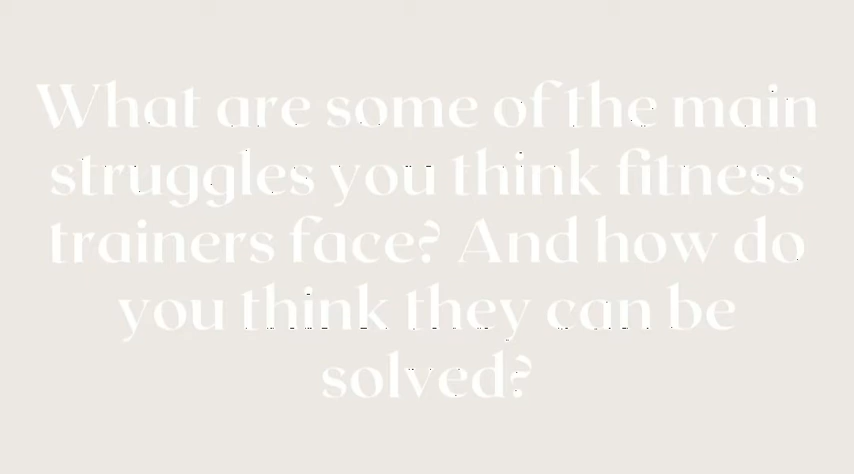 What are some of the main
struggles you think fitness
trainers face? And how do
you think they can be
solved?